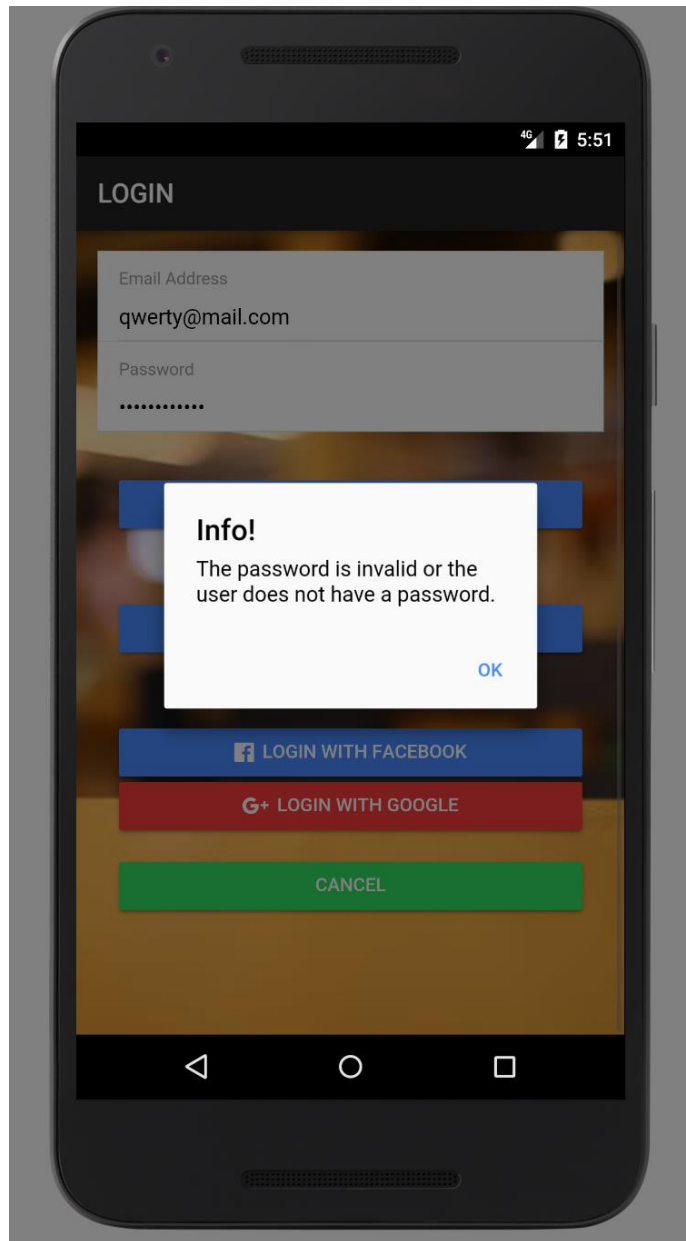 4G 5:51
LOGIN
Email Address
qwerty@mail.com
Password
••••••••••••
Info!
The password is invalid or the
user does not have a password.
OK
LOGIN WITH FACEBOOK
G+ LOGIN WITH GOOGLE
CANCEL